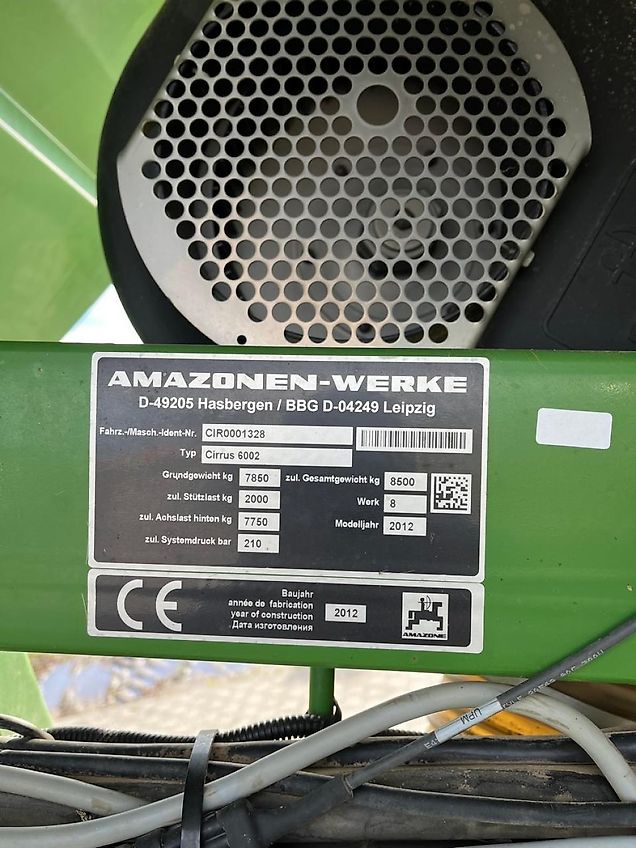 AMAZONEN-WERKE
D-49205 Hasbergen / BBG D-04249 Leipzig
Fahrz.-/Masch.-Ident-Nr. CIR0001328
Typ Cirrus 6002
Grundgewicht kg 7850 zul. Gesamtgewicht kg 8500
zul. Stützlast kg 2000 Werk 8
zul. Achslast hinten kg 7750 Modelljahr 2012
zul. Systemdruck bar 210
CE
Baujahr
année de fabrication
year of construction
Дата изготовления
2012
AMAZONE
UPM